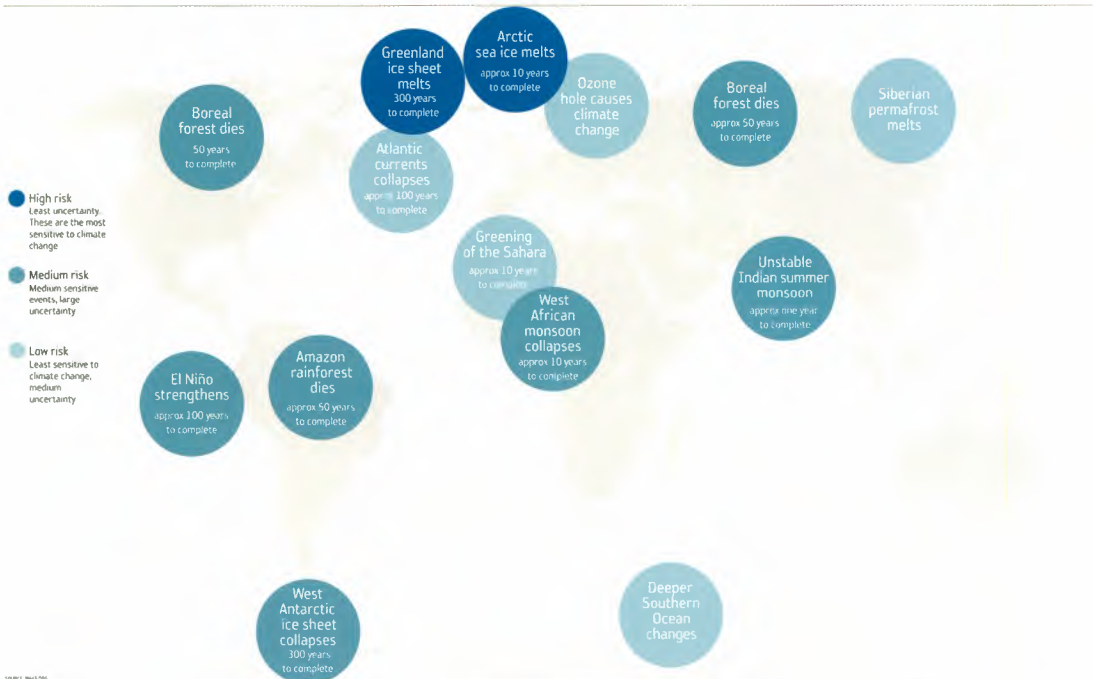 Arctic
sea ice melts
approx 10 years
to complete
Greenland
ice sheet
melts
300 years
to complete
Ozone
hole causes
climate
change
Boreal
forest dies
approx 50 years
to complete
Siberian
permafrost
melts
Boreal
forest dies
50 years
to complete
Atlantic
currents
collapses
approx 100 years
to complete
High risk
Least uncertainty.
These are the most
sensitive to climate
change
Medium risk
Medium sensitive
events, large
uncertainty
Low risk
Least sensitive to
climate change,
medium
uncertainty
Greening
of the Sahara
approx 10 years
to complete
West
African
monsoon
collapses
approx 10 years
to complete
Unstable
Indian summer
monsoon
approx one year
to complete
El Niño
strengthens
approx 100 years
to complete
Amazon
rainforest
dies
approx 50 years
to complete
West
Antarctic
ice sheet
collapses
300 years
to complete
Deeper
Southern
Ocean
changes